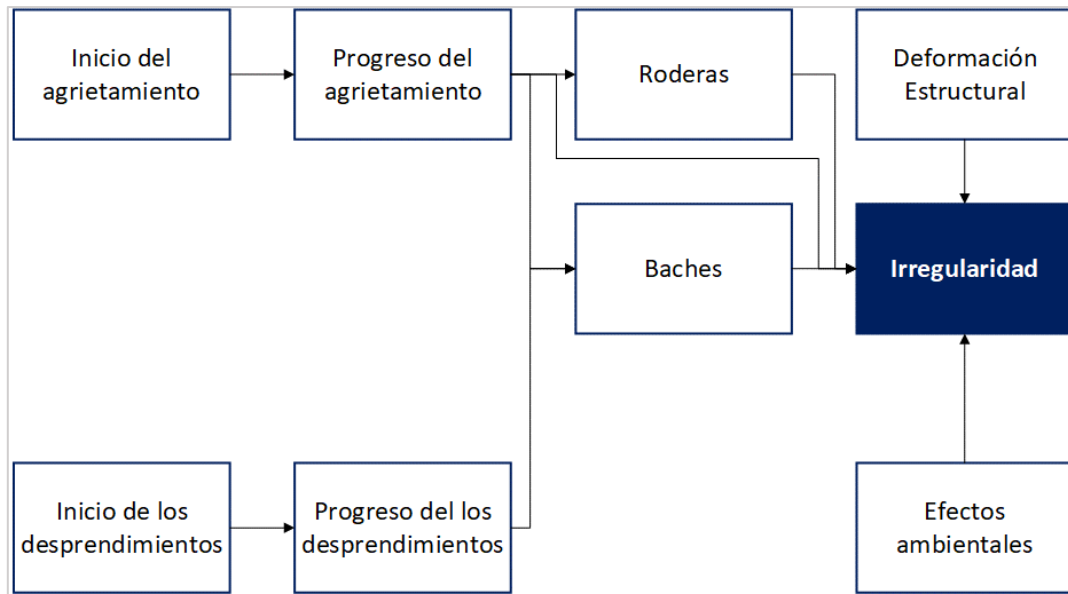 Inicio del
agrietamiento
Progreso del
agrietamiento
Roderas
Deformación
Estructural
Baches
Irregularidad
Inicio de los
desprendimientos
Progreso del los
desprendimientos
Efectos
ambientales